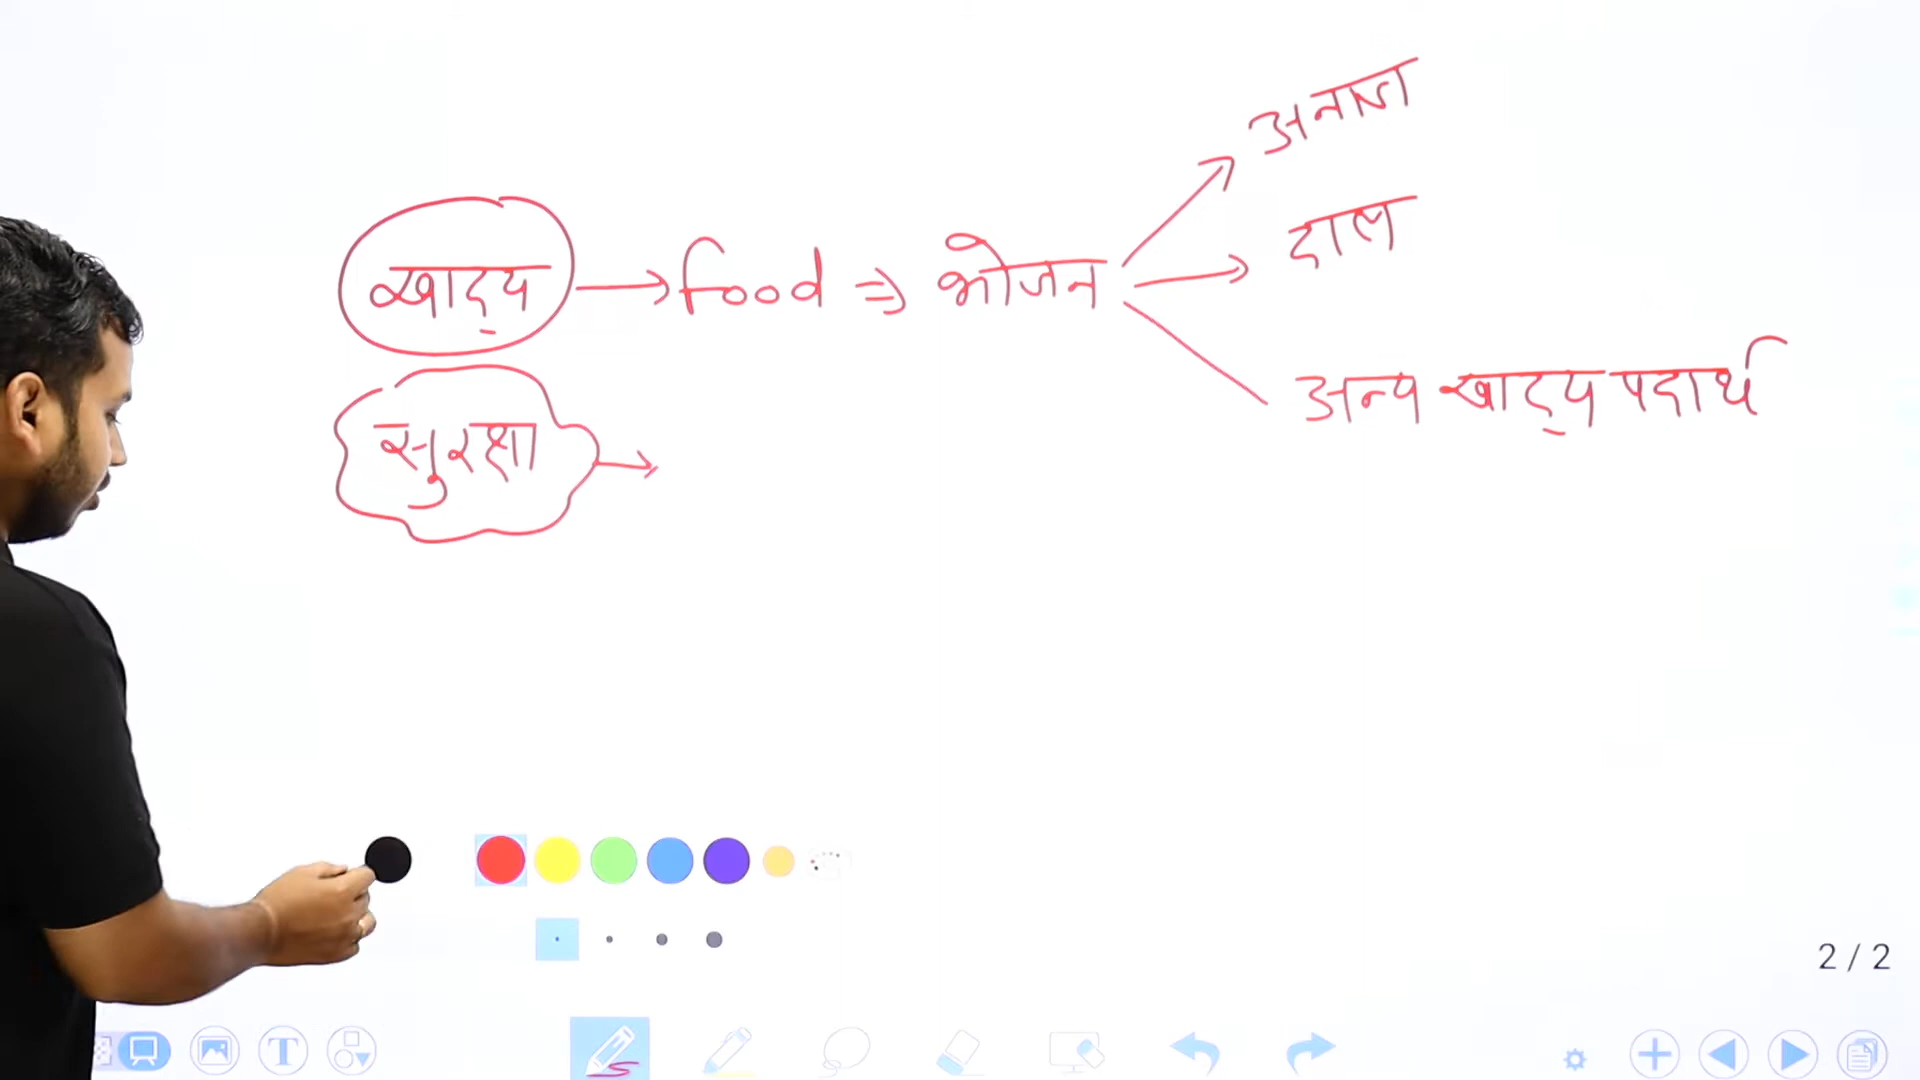 अनाज
दाल
खाद्य → food ⇒ भोजन
अन्य खाद्य पदार्थ
सुरक्षा →
2 / 2
T